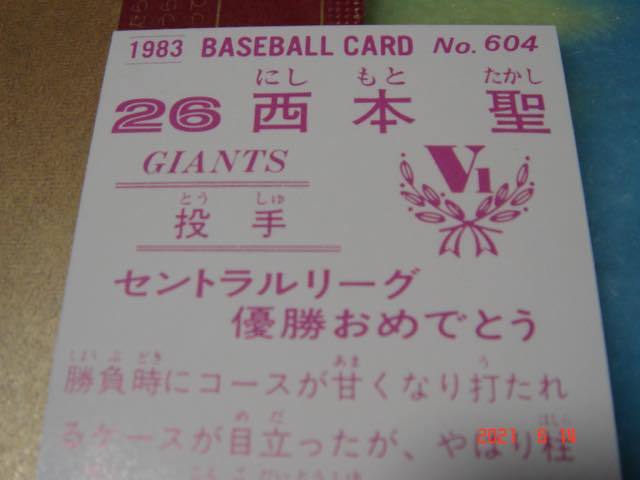 1983 BASEBALL CARD No. 604
にし もと たかし
26 西本 聖
GIANTS
V1
とう しゅ
投手
セントラルリーグ
優勝おめでとう
しょうぶどき あま う
勝負時にコースが甘くなり打たれ
めだ はしら
るケースが目立ったが、やはり柱
2021 6 14